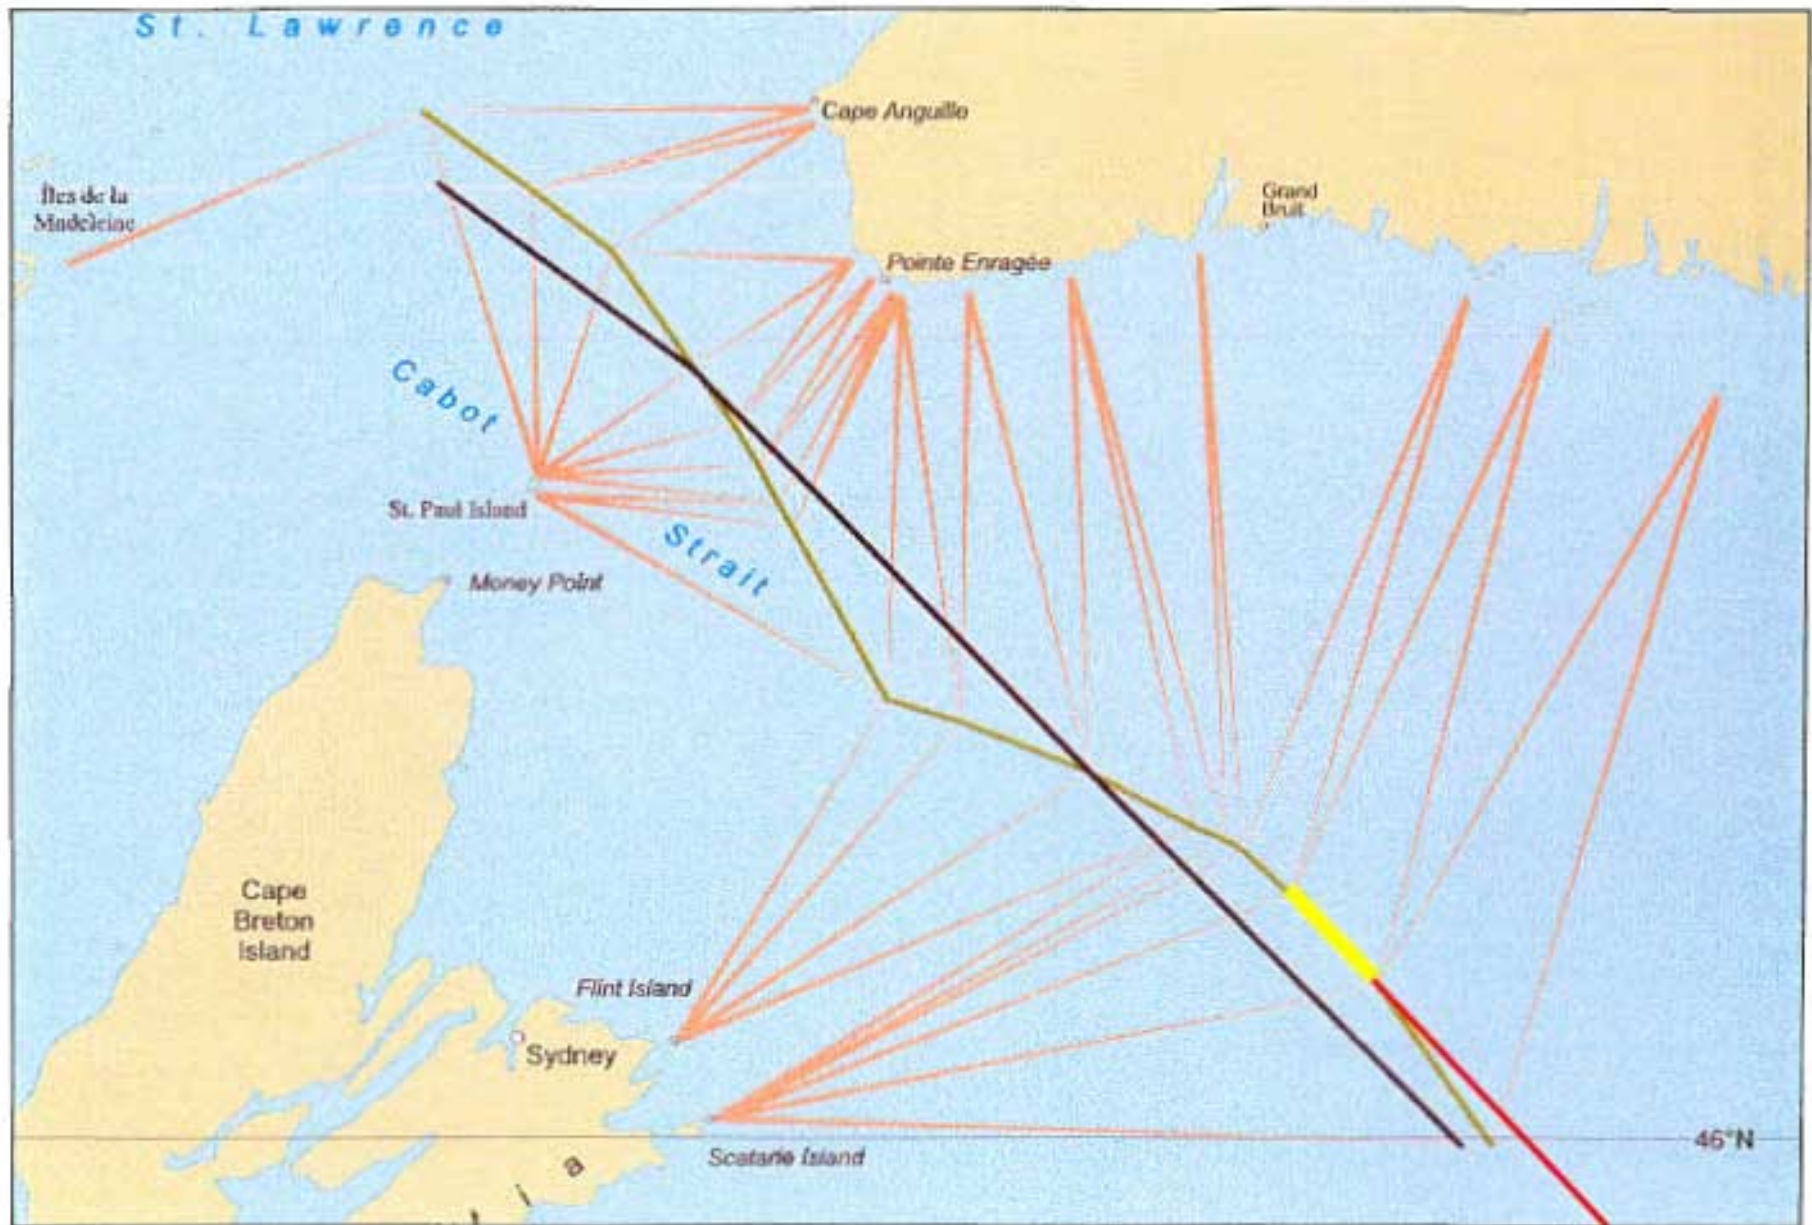 St. Lawrence
Cape Anguille
Îles de la
Madeleine
Grand
Bruit
Pointe Enragée
Cabot
St. Paul Island
Strait
Money Point
Cape
Breton
Island
Flint Island
Sydney
46°N
Scatarie Island
t i a